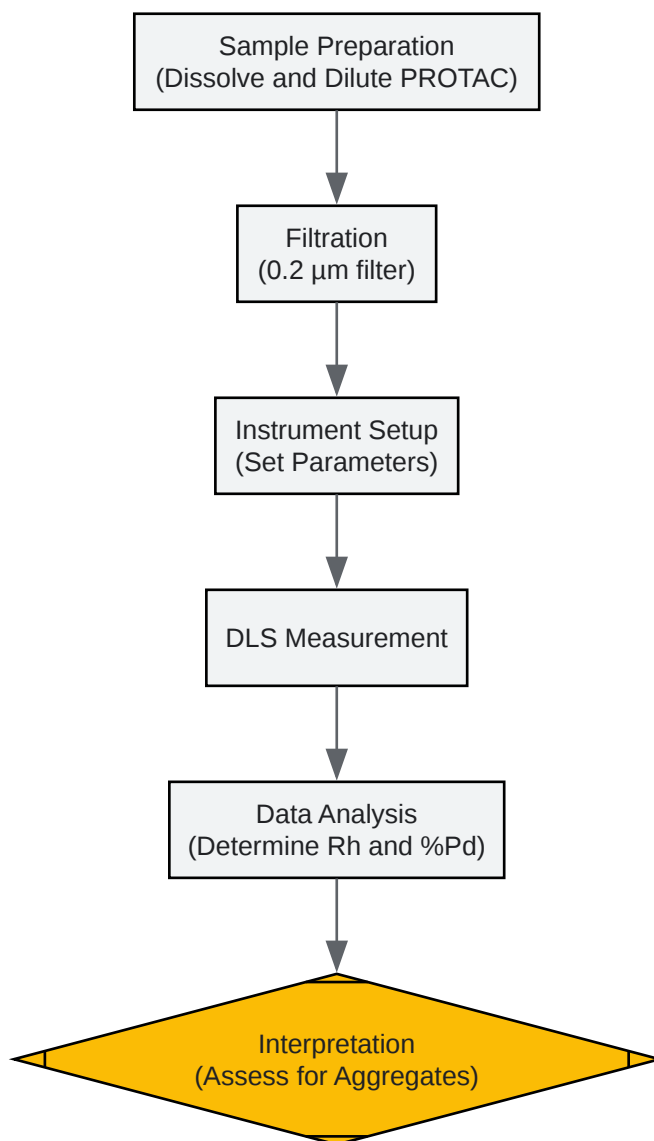 Sample Preparation
(Dissolve and Dilute PROTAC)
Filtration
(0.2 µm filter)
Instrument Setup
(Set Parameters)
DLS Measurement
Data Analysis
(Determine Rh and %Pd)
Interpretation
(Assess for Aggregates)